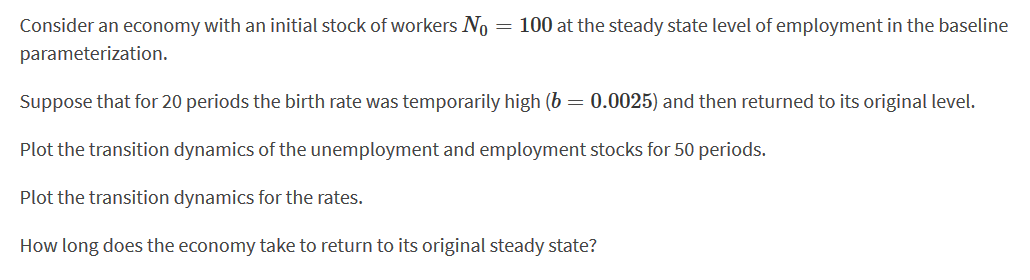 Consider an economy with an initial stock of workers N₀ = 100 at the steady state level of employment in the baseline
parameterization.
Suppose that for 20 periods the birth rate was temporarily high (b = 0.0025) and then returned to its original level.
Plot the transition dynamics of the unemployment and employment stocks for 50 periods.
Plot the transition dynamics for the rates.
How long does the economy take to return to its original steady state?